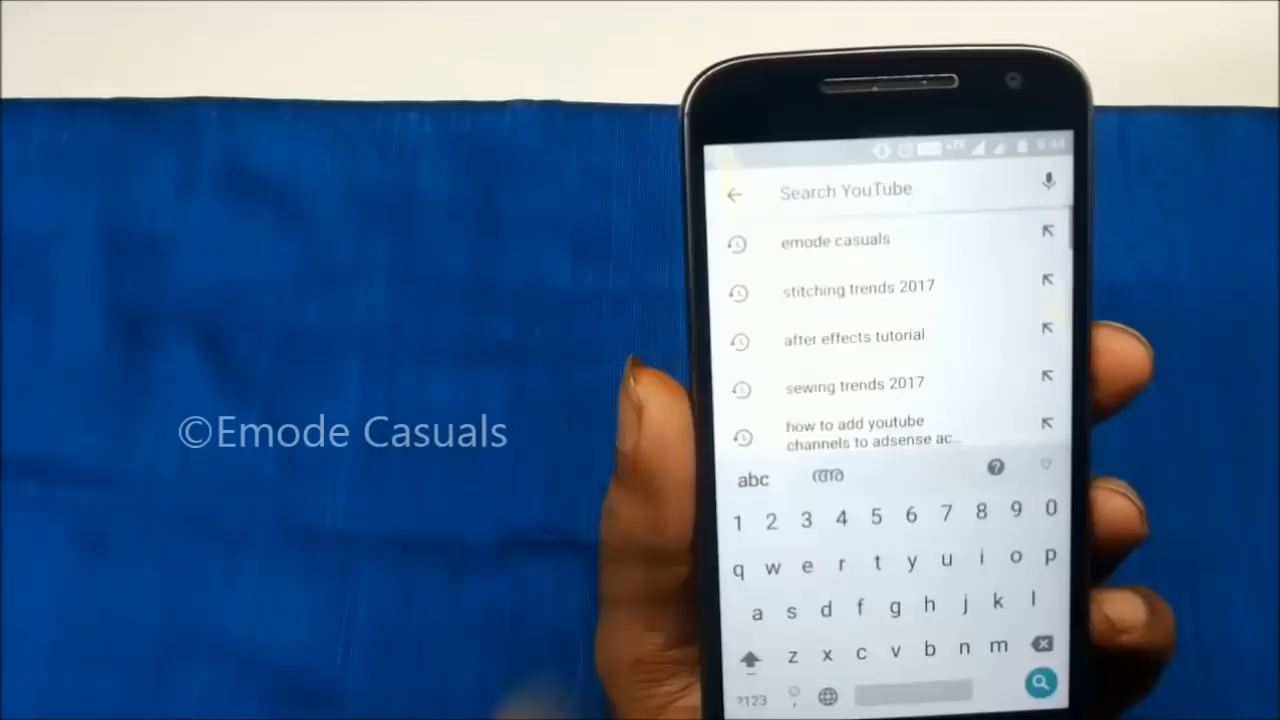 LTE
Search YouTube
emode casuals
stitching trends 2017
after effects tutorial
sewing trends 2017
how to add youtube
channels to adsense ac...
©Emode Casuals
abc
1 2 3 4 5 6 7 8 9 0
q w e r t y u i o p
a s d f g h j k l
z x c v b n m
?123 ,